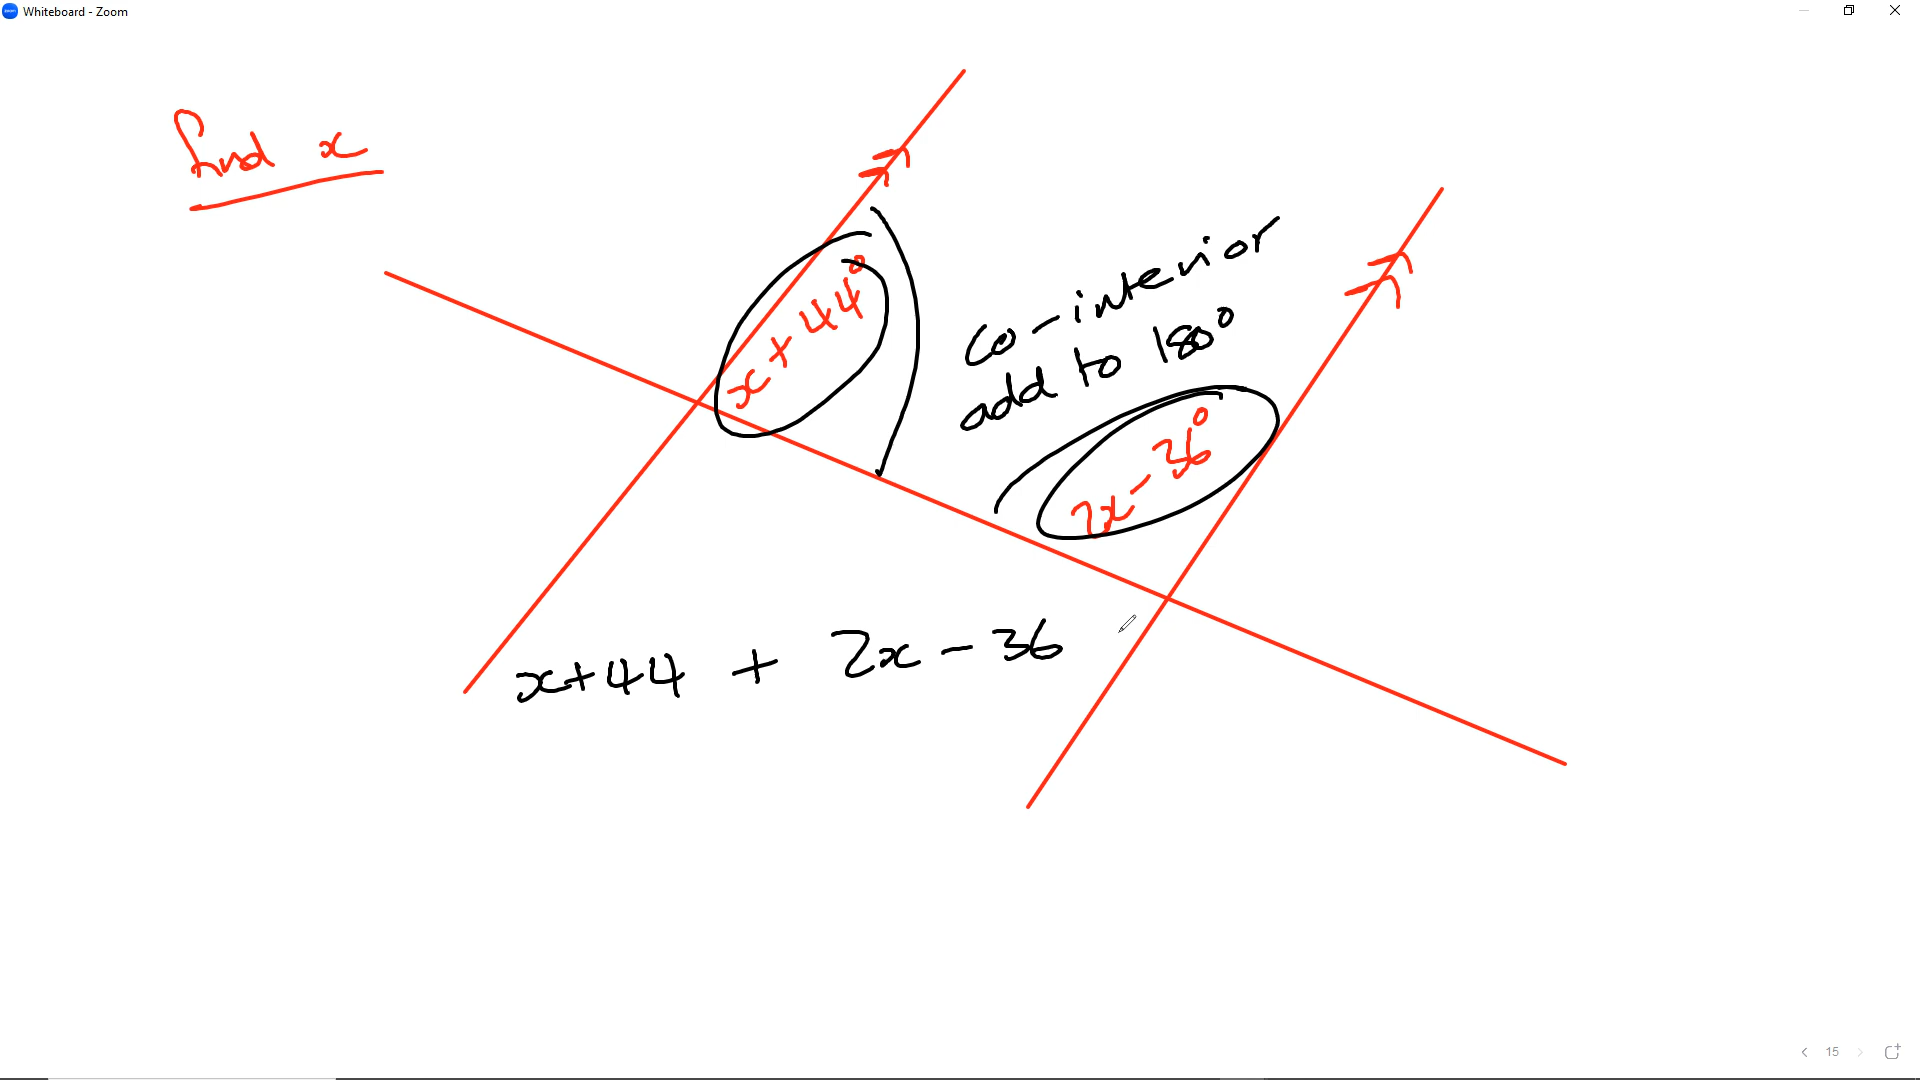 Whiteboard - Zoom
find x
x + 44°
co-interior
add to 180°
2x - 36°
x + 44 + 2x - 36
15